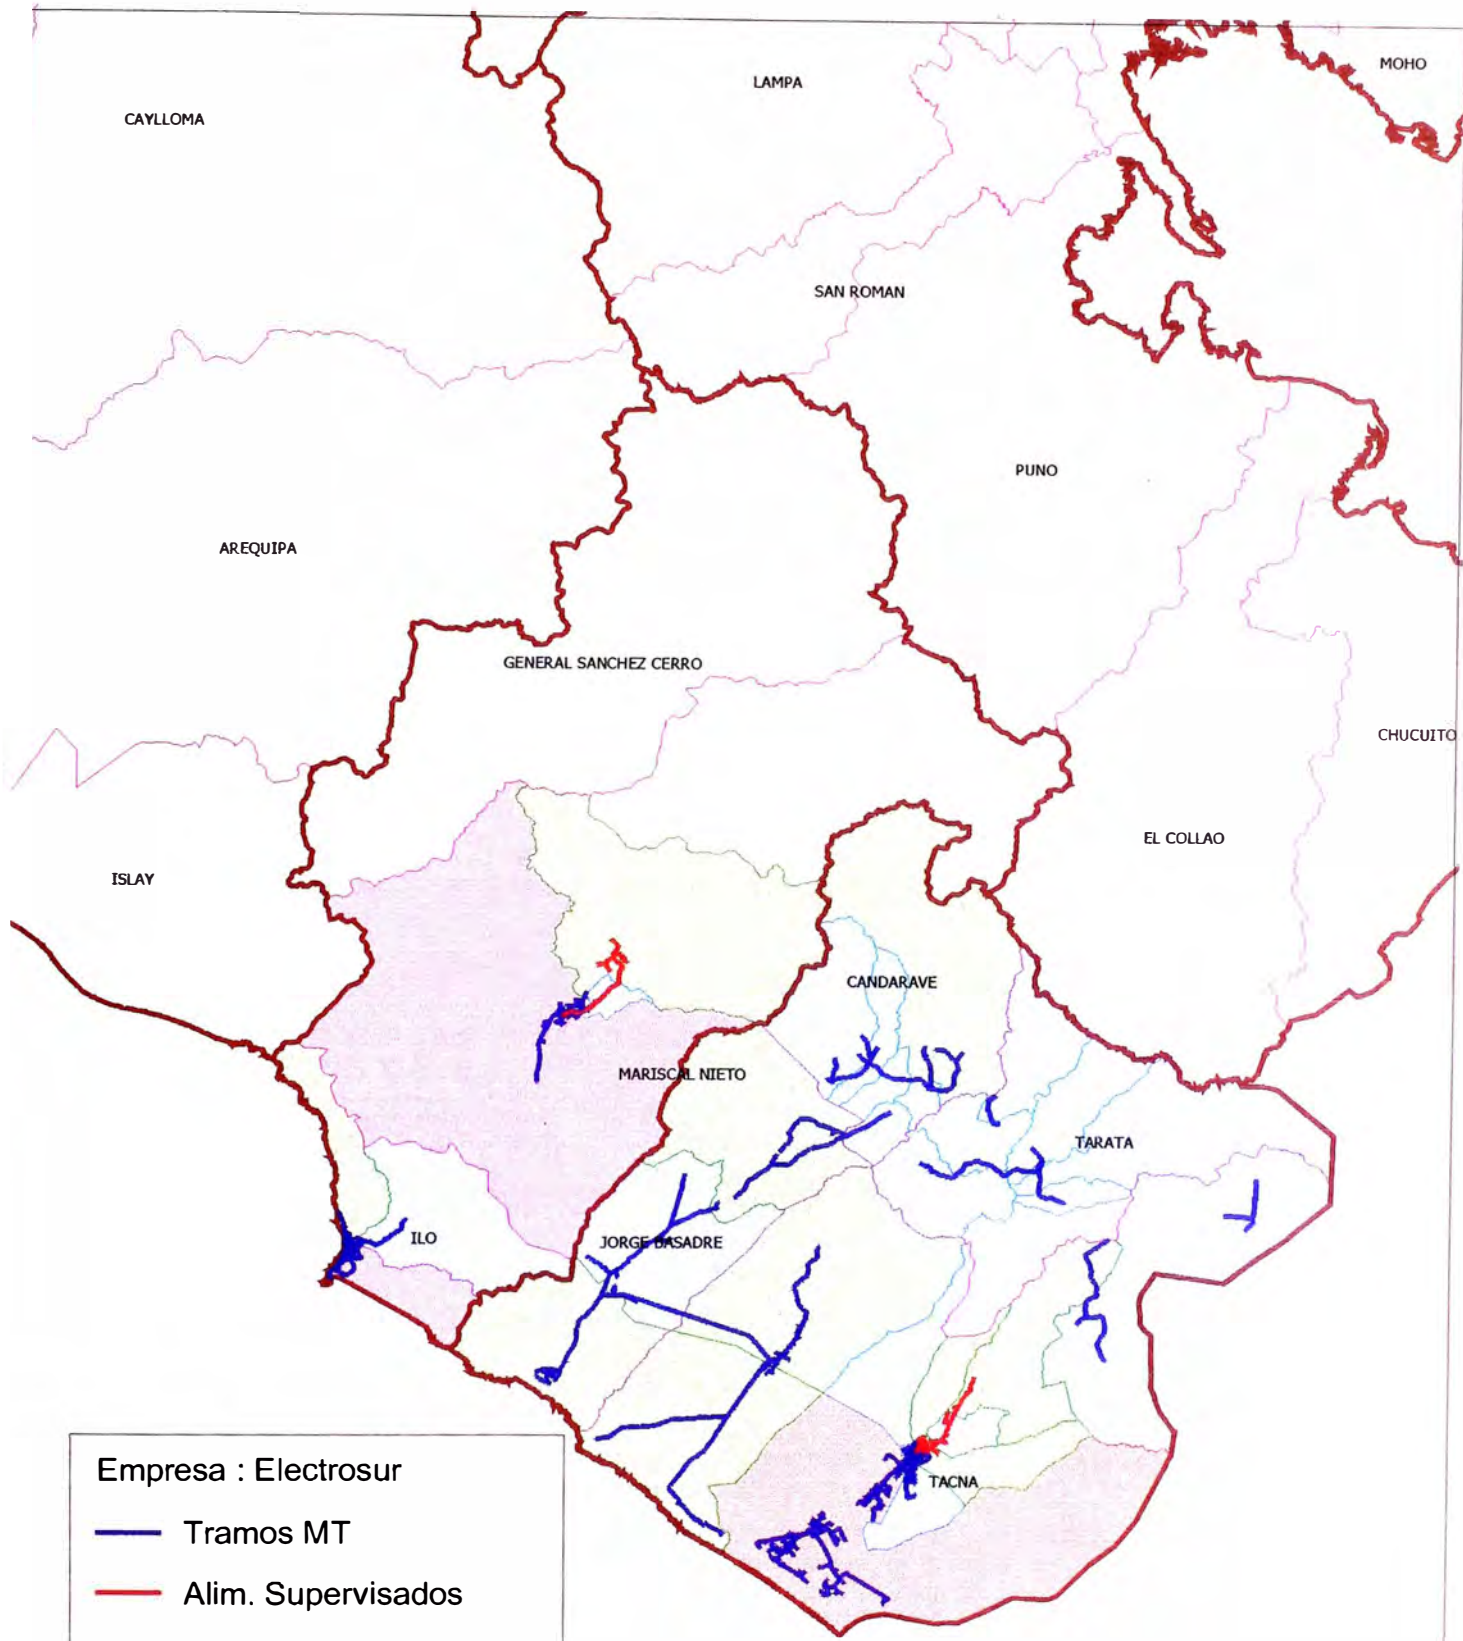 MOHO
LAMPA
CAYLLOMA
SAN ROMAN
PUNO
AREQUIPA
GENERAL SANCHEZ CERRO
CHUCUITO
EL COLLAO
ISLAY
CANDARAVE
MARISCAL NIETO
TARATA
ILO
JORGE BASADRE
TACNA
Empresa : Electrosur
Tramos MT
Alim. Supervisados